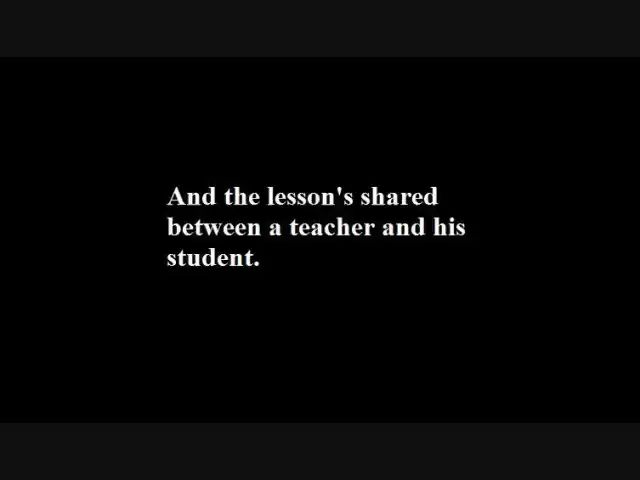 And the lesson's shared
between a teacher and his
student.